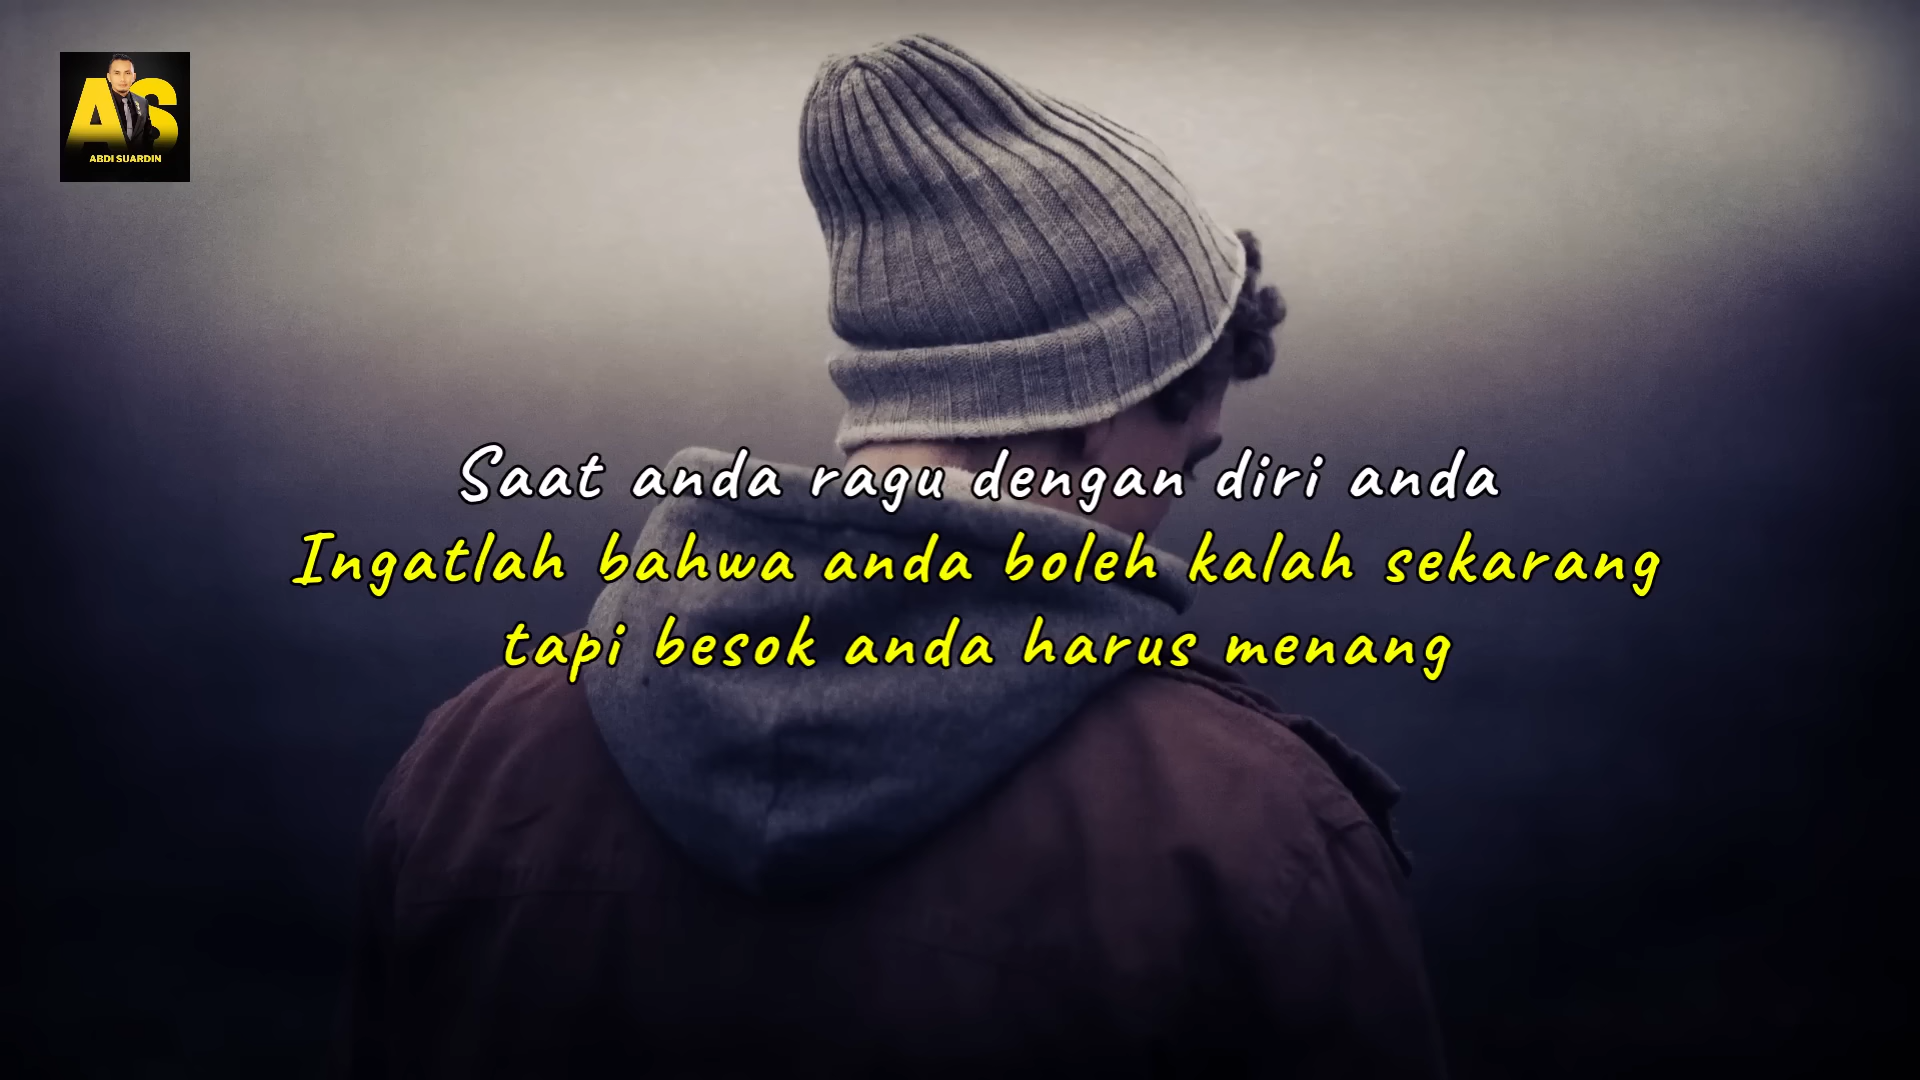 AS
ABDI SUARDIN
Saat anda ragu dengan diri anda
Ingatlah bahwa anda boleh kalah sekarang
tapi besok anda harus menang